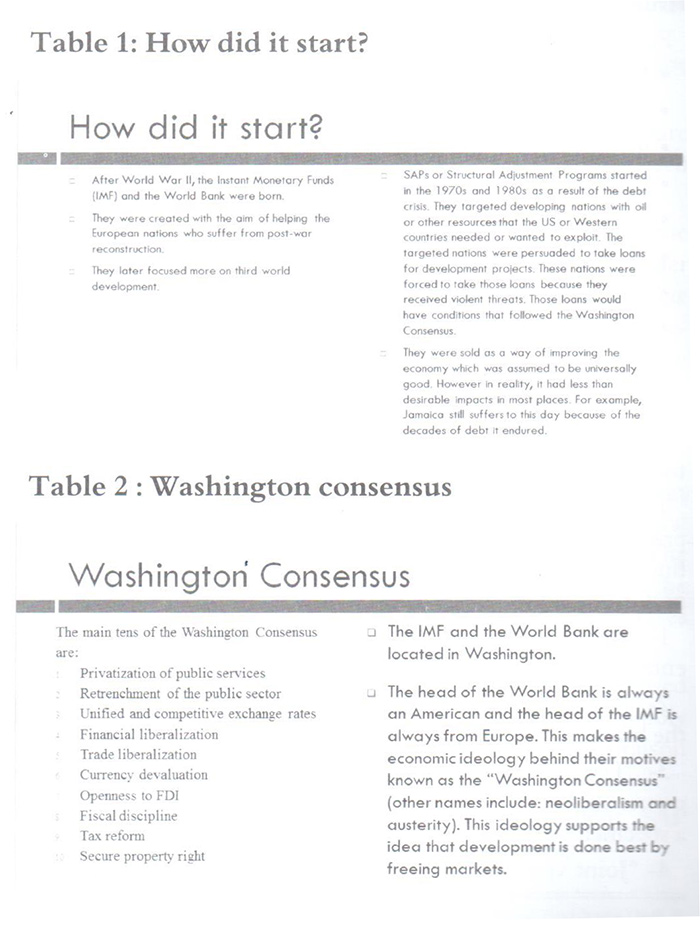 Table 1: How did it start?
How did it start?
After World War II, the Instant Monetary Funds
(IMF) and the World Bank were born.
They were created with the aim of helping the
European nations who suffer from post-war
reconstruction.
They later focused more on third world
development.
SAPs or Structural Adjustment Programs started
in the 1970s and 1980s as a result of the debt
crisis. They targeted developing nations with oil
or other resources that the US or Western
countries needed or wanted to exploit. The
targeted nations were persuaded to take loans
for development projects. These nations were
forced to take those loans because they
received violent threats. Those loans would
have conditions that followed the Washington
Consensus.
They were sold as a way of improving the
economy which was assumed to be universally
good. However in reality, it had less than
desirable impacts in most places. For example,
Jamaica still suffers to this day because of the
decades of debt it endured.
Table 2 : Washington consensus
Washington Consensus
The main tens of the Washington Consensus
are:
Privatization of public services
Retrenchment of the public sector
Unified and competitive exchange rates
Financial liberalization
Trade liberalization
Currency devaluation
Openness to FDI
Fiscal discipline
Tax reform
Secure property right
The IMF and the World Bank are
located in Washington.
The head of the World Bank is always
an American and the head of the IMF is
always from Europe. This makes the
economic ideology behind their motives
known as the "Washington Consensus"
(other names include: neoliberalism and
austerity). This ideology supports the
idea that development is done best by
freeing markets.